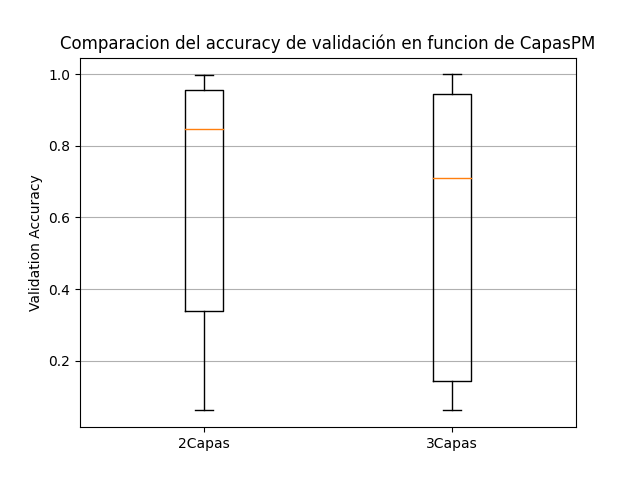 Comparacion del accuracy de validación en funcion de CapasPM
Validation Accuracy
1.0
0.8
0.6
0.4
0.2
2Capas
3Capas